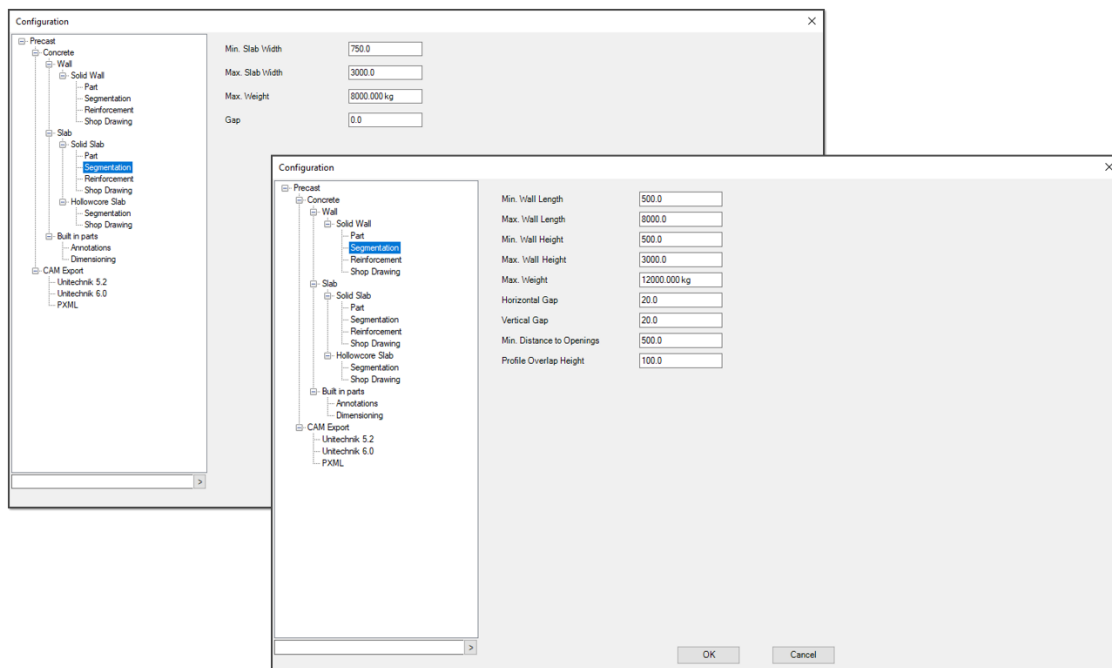 Configuration
Precast
Concrete
Wall
Solid Wall
Part
Segmentation
Reinforcement
Shop Drawing
Slab
Solid Slab
Part
Segmentation
Reinforcement
Shop Drawing
Hollowcore Slab
Segmentation
Shop Drawing
Built in parts
Annotations
Dimensioning
CAM Export
Unitechnik 5.2
Unitechnik 6.0
PXML
>
Min. Slab Width 750.0
Max. Slab Width 3000.0
Max. Weight 8000.000 kg
Gap 0.0
Configuration
Precast
Concrete
Wall
Solid Wall
Part
Segmentation
Reinforcement
Shop Drawing
Slab
Solid Slab
Part
Segmentation
Reinforcement
Shop Drawing
Hollowcore Slab
Segmentation
Shop Drawing
Built in parts
Annotations
Dimensioning
CAM Export
Unitechnik 5.2
Unitechnik 6.0
PXML
>
Min. Wall Length 500.0
Max. Wall Length 8000.0
Min. Wall Height 500.0
Max. Wall Height 3000.0
Max. Weight 12000.000 kg
Horizontal Gap 20.0
Vertical Gap 20.0
Min. Distance to Openings 500.0
Profile Overlap Height 100.0
OK Cancel